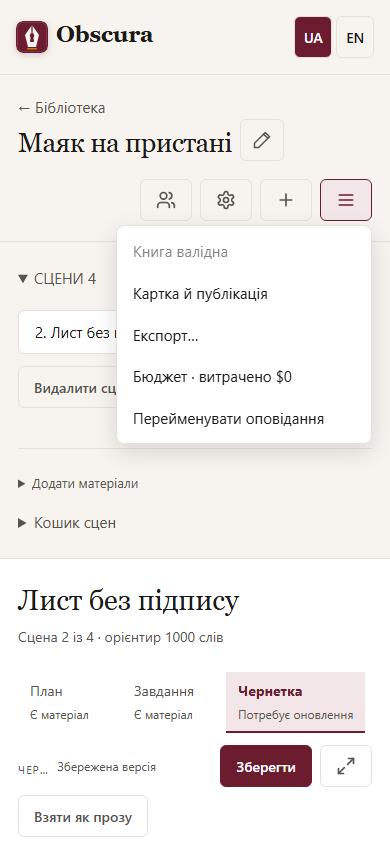 Obscura
UA EN
← Бібліотека
Маяк на пристані
Книга валідна
▼ СЦЕНИ 4
Картка й публікація
2. Лист без
Експорт...
Бюджет · витрачено $0
Видалити сц
Перейменувати оповідання
▶ Додати матеріали
▶ Кошик сцен
Лист без підпису
Сцена 2 із 4 · орієнтир 1000 слів
План Завдання Чернетка
Є матеріал Є матеріал Потребує оновлення
ЧЕР... Збережена версія Зберегти
Взяти як прозу